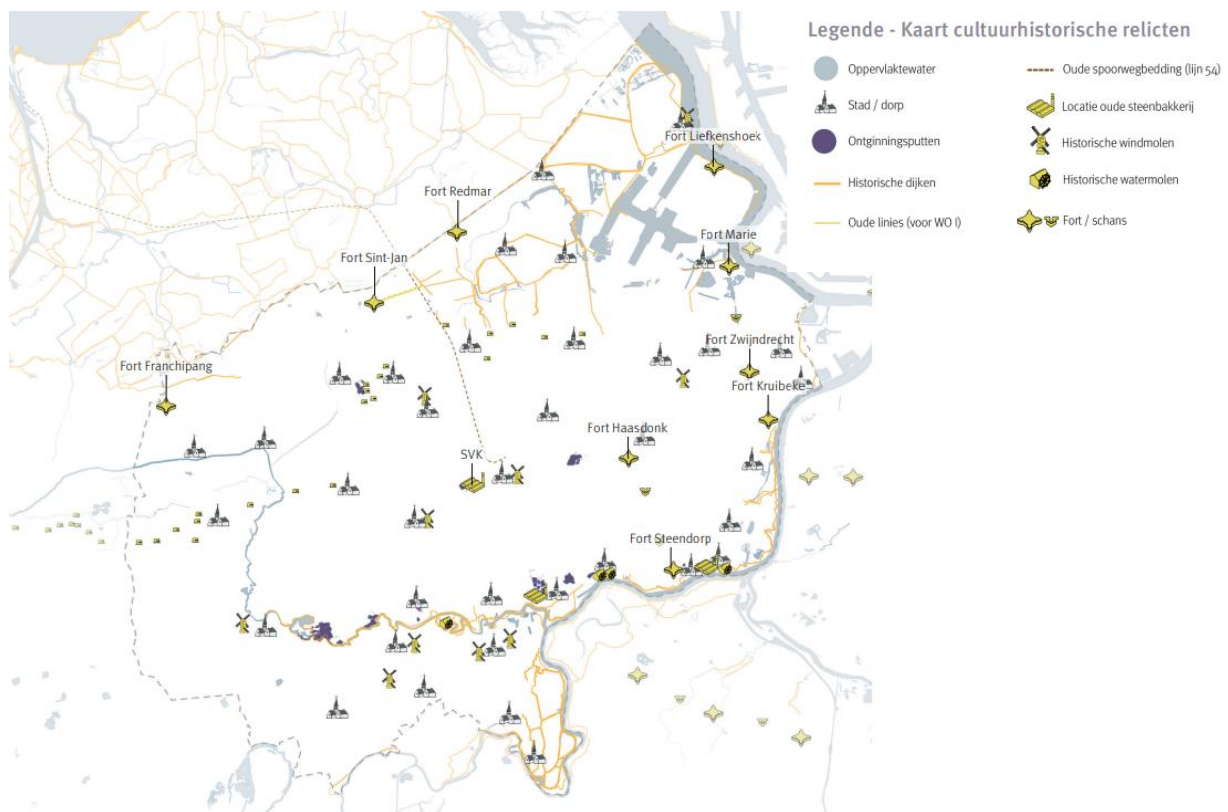 Legende - Kaart cultuurhistorische relicten
Oppervlaktewater
Stad / dorp
Ontginningsputten
Historische dijken
Oude linies (voor WO I)
Oude spoorwegbedding (lijn 54)
Locatie oude steenbakkerij
Historische windmolen
Historische watermolen
Fort / schans
Fort Liefkenshoek
Fort Redmar
Fort Marie
Fort Sint-Jan
Fort Zwijndrecht
Fort Franchipang
Fort Kruibeke
Fort Haasdonk
SVK
Fort Steendorp